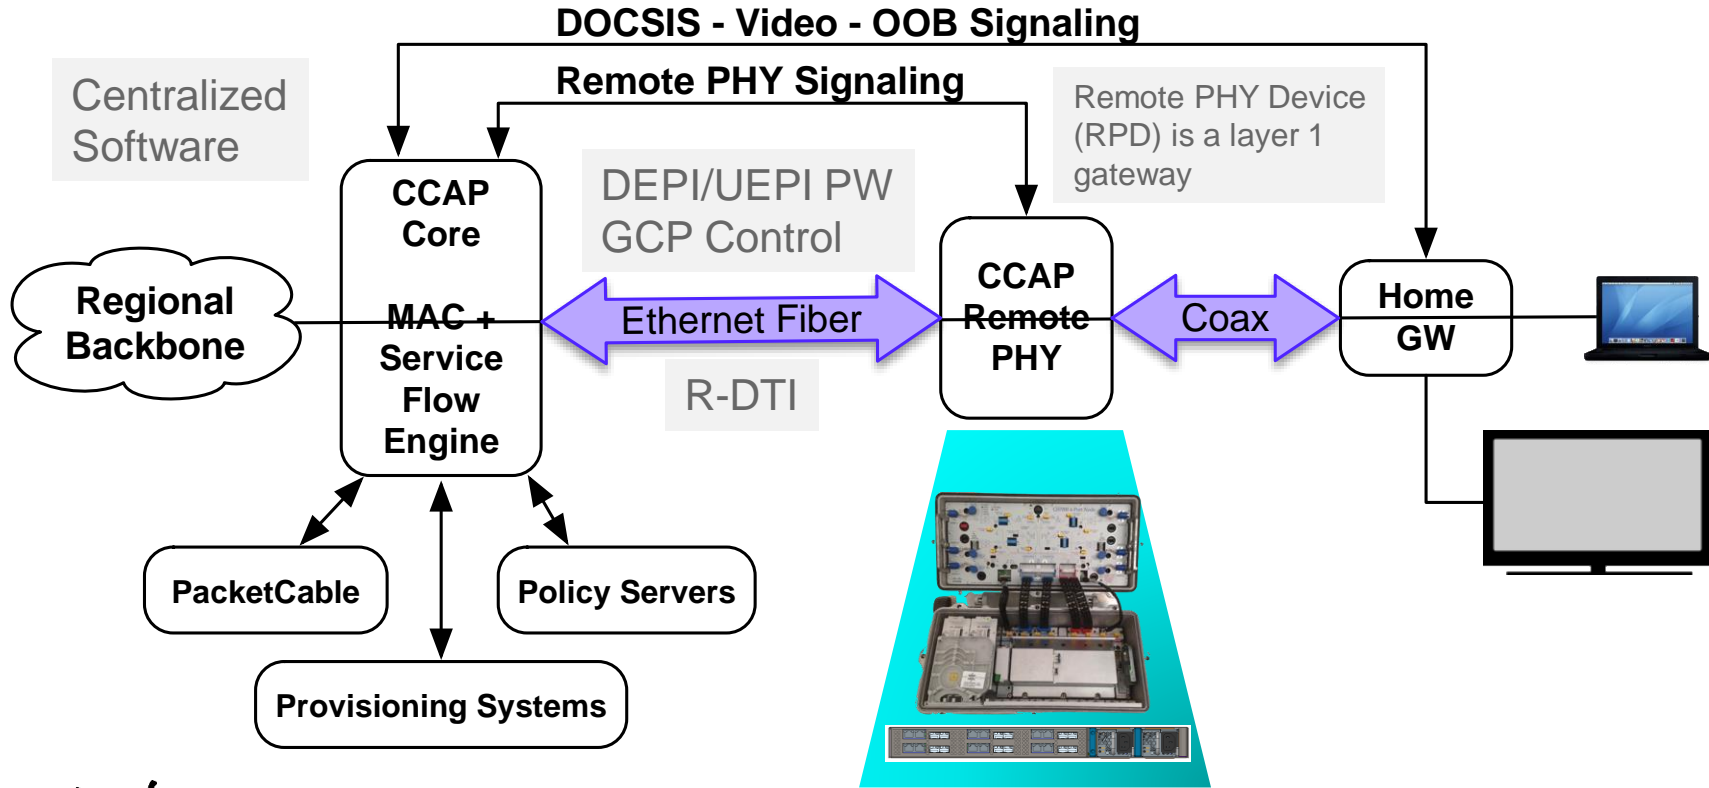 DOCSIS - Video - OOB Signaling
Remote PHY Signaling
Centralized
Software
Remote PHY Device
(RPD) is a layer 1
gateway
CCAP
Core
MAC +
Service
Flow
Engine
DEPI/UEPI PW
GCP Control
Regional
Backbone
Ethernet Fiber
R-DTI
CCAP
Remote
PHY
Coax
Home
GW
PacketCable
Policy Servers
Provisioning Systems